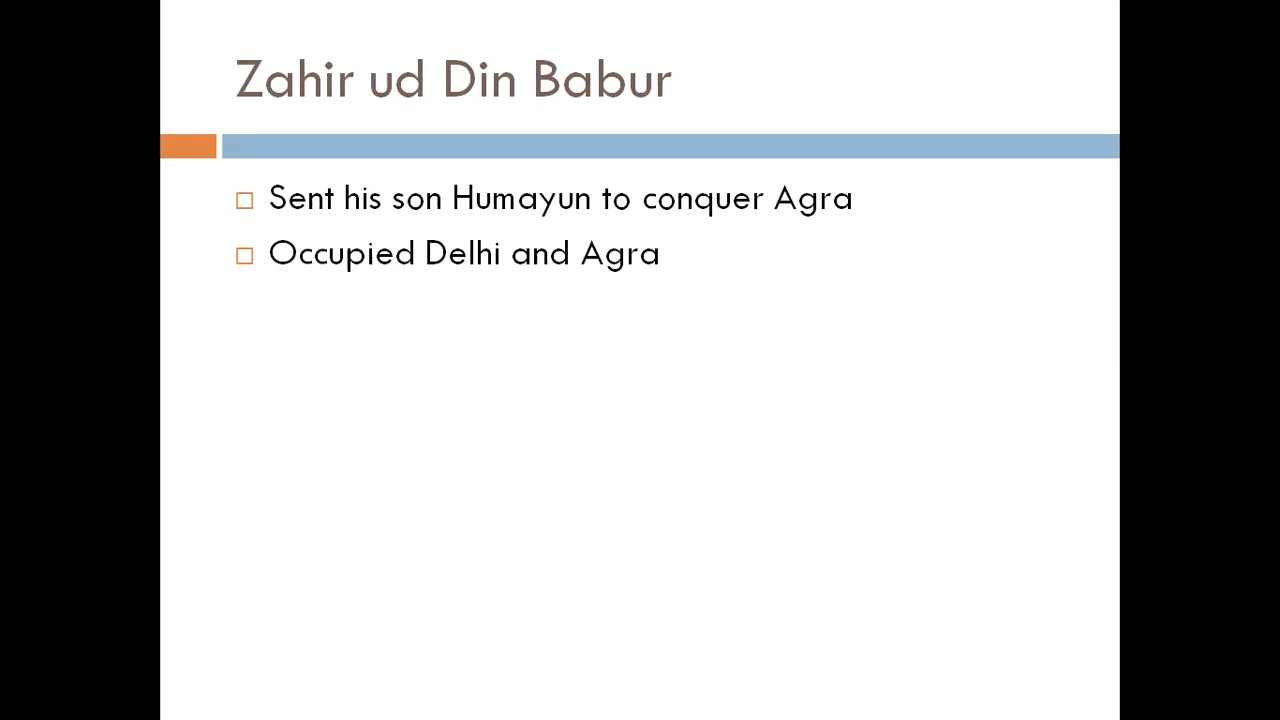 Zahir ud Din Babur
Sent his son Humayun to conquer Agra
Occupied Delhi and Agra